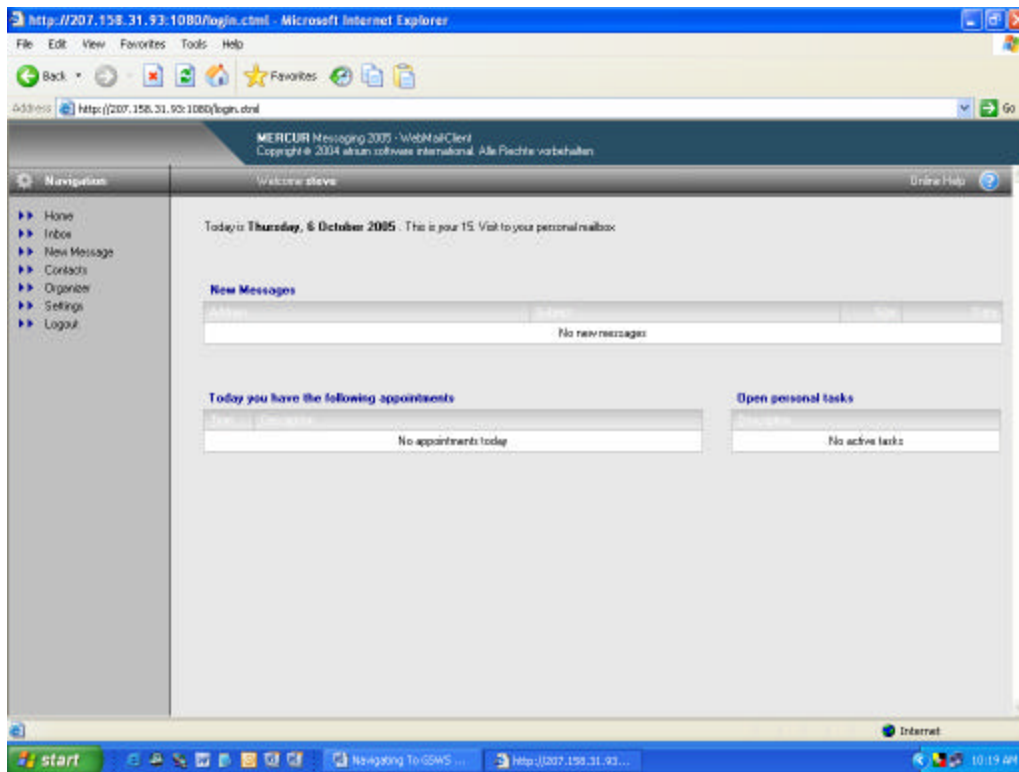 http://207.158.31.93:1080/login.ctml - Microsoft Internet Explorer
File Edit View Favorites Tools Help
Back Favorites
Address http://207.158.31.93:1080/login.ctml Go
MERCUR Messaging 2005 - WebMailClient
Copyright © 2004 atrium software international. Alle Rechte vorbehalten
Navigation Welcome steve Online Help
Home
Inbox
New Message
Contacts
Organizer
Settings
Logout
Today is Thursday, 6 October 2005 . This is your 15. Visit to your personal mailbox
New Messages
Address Subject Size Date
No new messages
Today you have the following appointments Open personal tasks
Time Description Description
No appointments today No active tasks
Internet
start Navigating To GSWS ... http://207.158.31.93... 10:19 AM